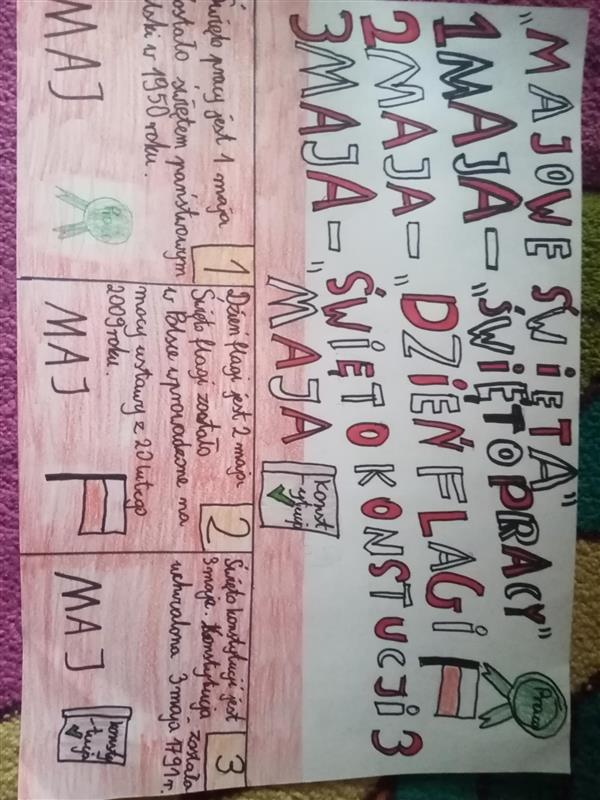 „MAJOWE ŚWIĘTA”
1 MAJA – „ŚWIĘTO PRACY”
Praca
2 MAJA – „DZIEŃ FLAGI
3 MAJA – „ŚWIĘTO KONSTUCJI 3
MAJA
Konst
-ytucja
1
Święto pracy jest 1 maja
zostało świętem państwowym
w 1950 roku.
MAJ
2
Dzień flagi jest 2 maja
Święto flagi zostało
w Polsce wprowadzone na
mocy ustawy z 20 lutego
2009 roku.
MAJ
3
Święto konstytucji jest
3 maja. Konstytucja została
uchwalona 3 maja 1791 r.
MAJ
konsty
-tucja